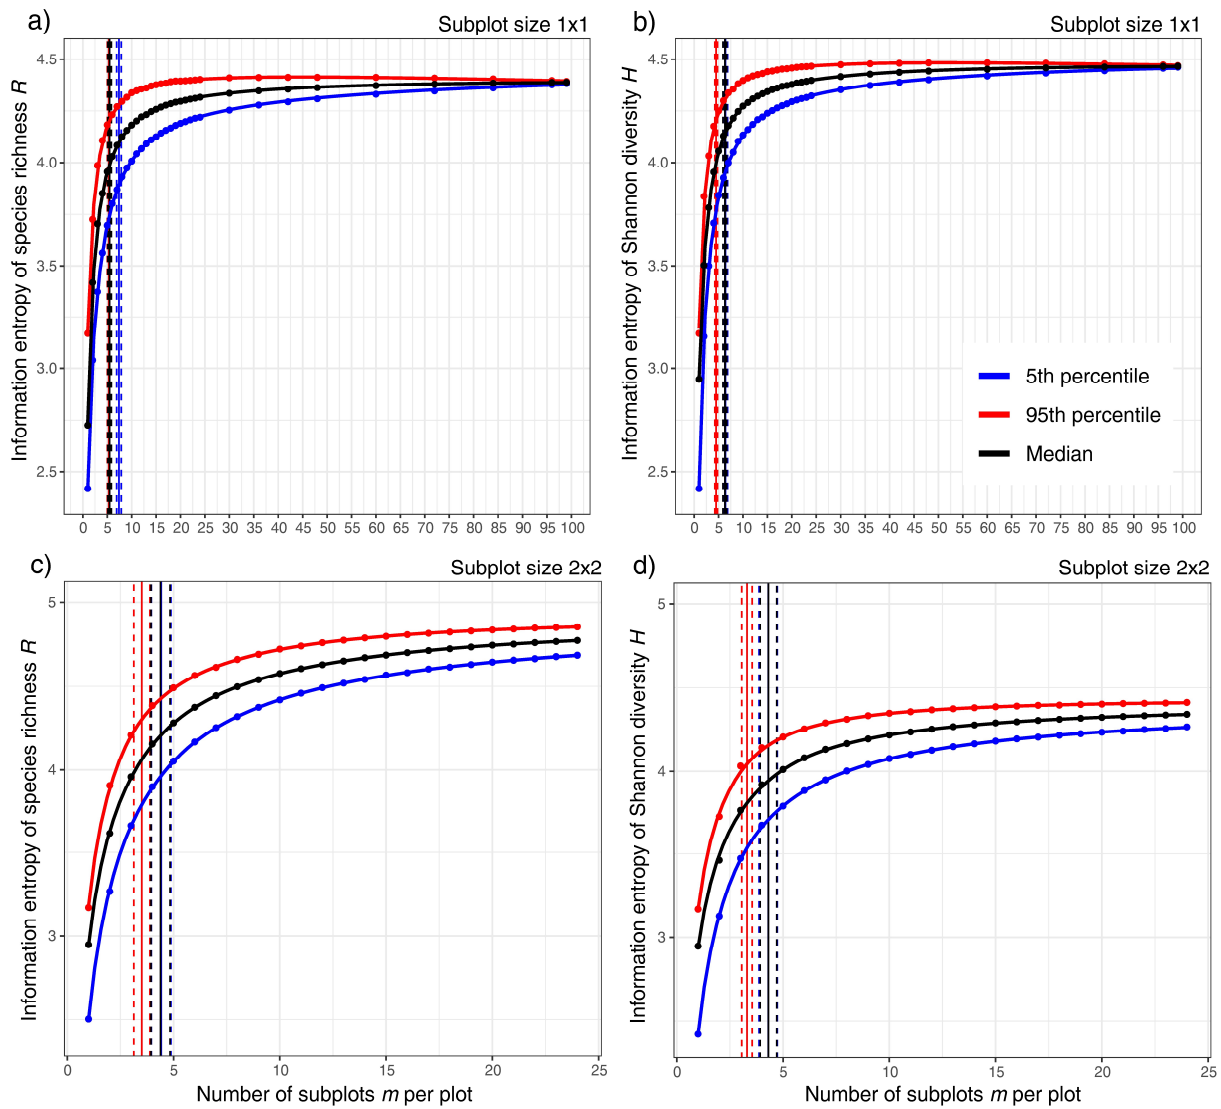 a)
Subplot size 1x1
Information entropy of species richness R
4.5
4.0
3.5
3.0
2.5
0 5 10 15 20 25 30 35 40 45 50 55 60 65 70 75 80 85 90 95 100
b)
Subplot size 1x1
Information entropy of Shannon diversity H
4.5
4.0
3.5
3.0
2.5
5th percentile
95th percentile
Median
0 5 10 15 20 25 30 35 40 45 50 55 60 65 70 75 80 85 90 95 100
c)
Subplot size 2x2
Information entropy of species richness R
5
4
3
0 5 10 15 20 25
Number of subplots m per plot
d)
Subplot size 2x2
Information entropy of Shannon diversity H
5
4
3
0 5 10 15 20 25
Number of subplots m per plot